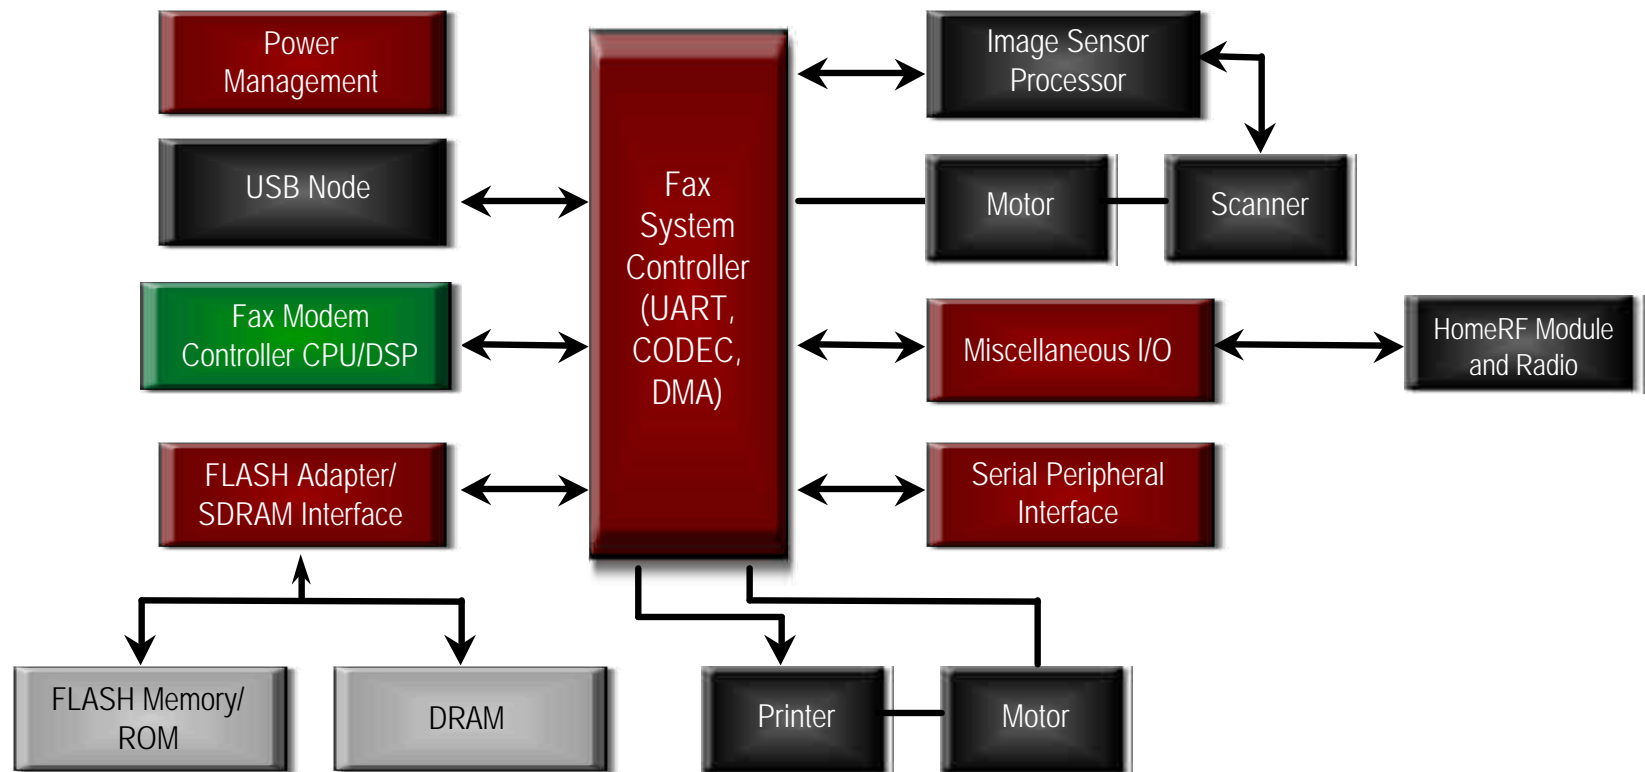 Power
Management
USB Node
Fax Modem
Controller CPU/DSP
FLASH Adapter/
SDRAM Interface
FLASH Memory/
ROM
DRAM
Fax
System
Controller
(UART,
CODEC,
DMA)
Image Sensor
Processor
Motor
Scanner
Miscellaneous I/O
HomeRF Module
and Radio
Serial Peripheral
Interface
Printer
Motor